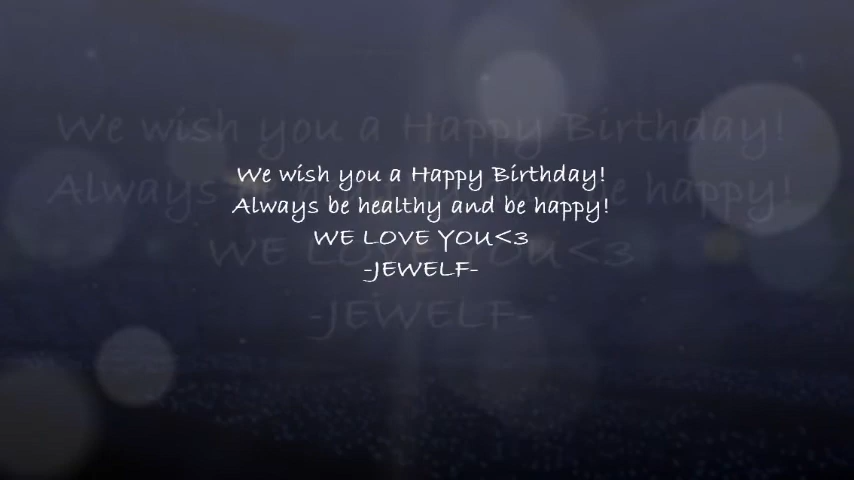 We wish you a Happy Birthday!
Always be healthy and be happy!
WE LOVE YOU<3
-JEWELF-